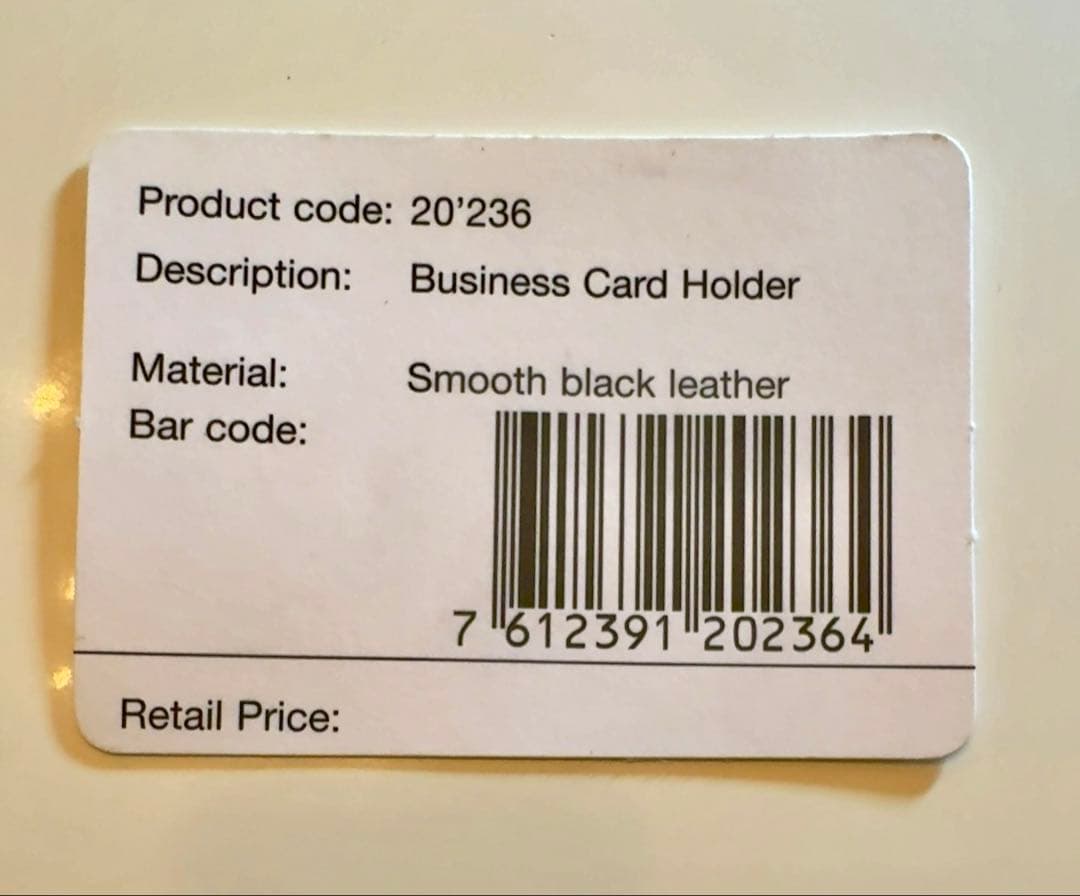 Product code: 20’236
Description: Business Card Holder
Material: Smooth black leather
Bar code:
7 612391 202364
Retail Price: